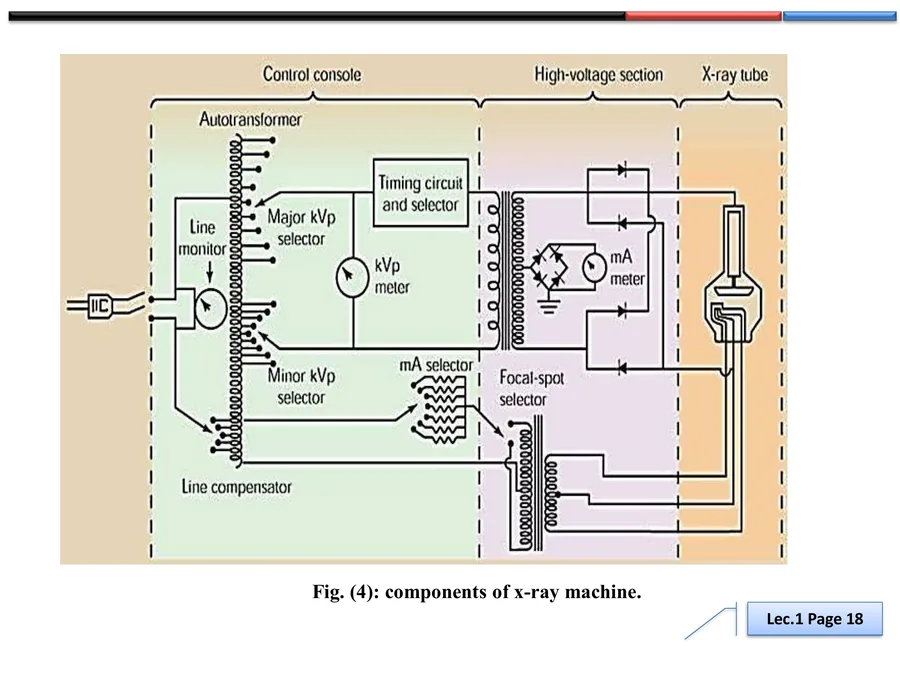 Control console
High-voltage section
X-ray tube
Autotransformer
Timing circuit
and selector
Major kVp
selector
Line
monitor
kVp
meter
mA
meter
Minor kVp
selector
mA selector
Focal-spot
selector
Line compensator
Fig. (4): components of x-ray machine.
Lec.1 Page 18